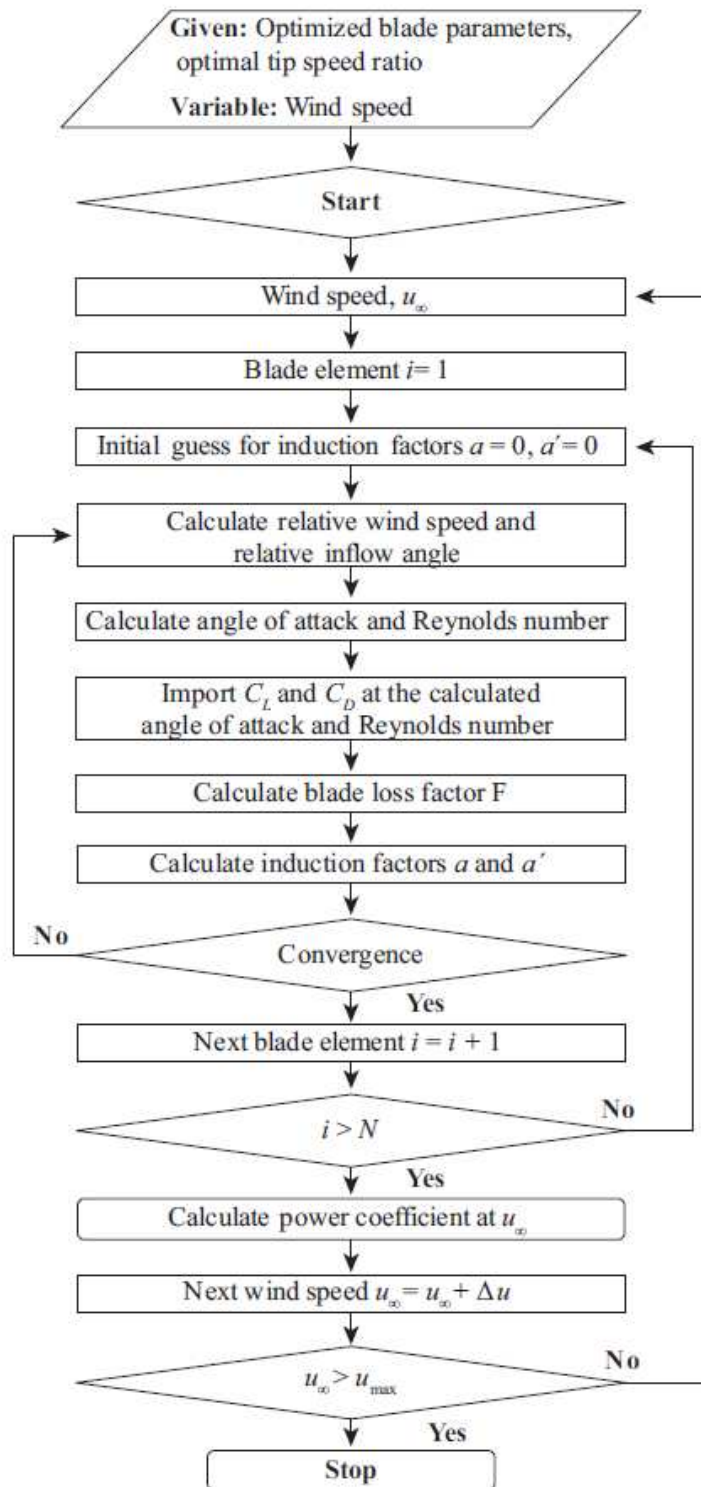 Given: Optimized blade parameters,
optimal tip speed ratio
Variable: Wind speed
Start
Wind speed, u∞
Blade element i= 1
Initial guess for induction factors a = 0, a′= 0
Calculate relative wind speed and
relative inflow angle
Calculate angle of attack and Reynolds number
Import C_L and C_D at the calculated
angle of attack and Reynolds number
Calculate blade loss factor F
Calculate induction factors a and a′
No
Convergence
Yes
Next blade element i = i + 1
No
i > N
Yes
Calculate power coefficient at u∞
Next wind speed u∞= u∞ + Δu
No
u∞> u_max
Yes
Stop